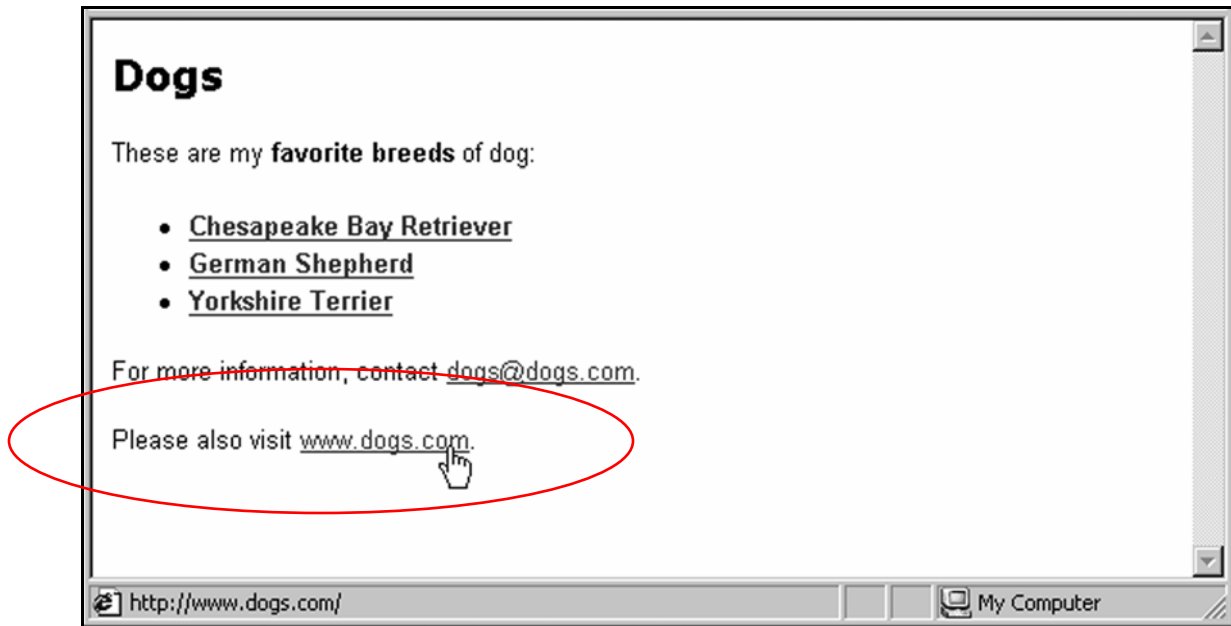 Dogs
These are my favorite breeds of dog:
• Chesapeake Bay Retriever
• German Shepherd
• Yorkshire Terrier
For more information, contact dogs@dogs.com.
Please also visit www.dogs.com.
http://www.dogs.com/
My Computer